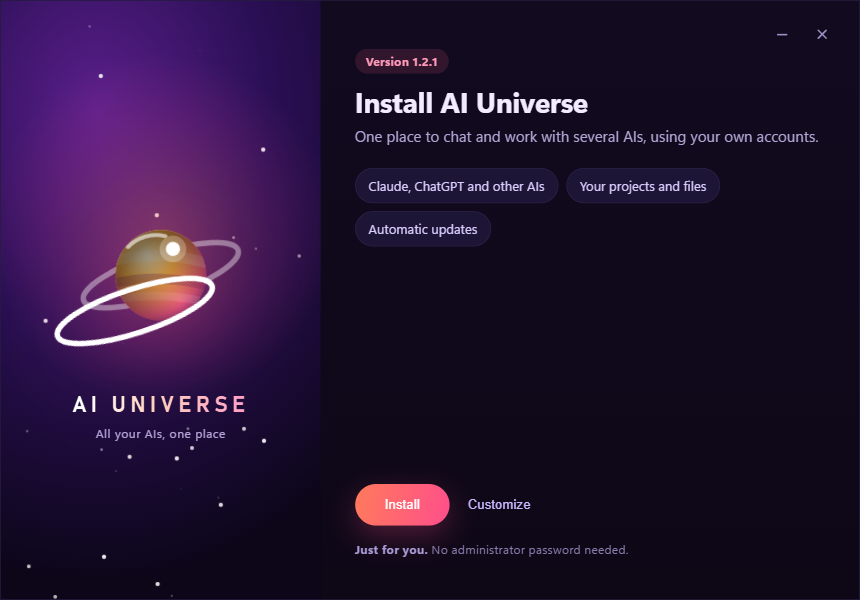 Version 1.2.1
Install AI Universe
One place to chat and work with several AIs, using your own accounts.
Claude, ChatGPT and other AIs
Your projects and files
Automatic updates
AI UNIVERSE
All your AIs, one place
Install
Customize
Just for you. No administrator password needed.